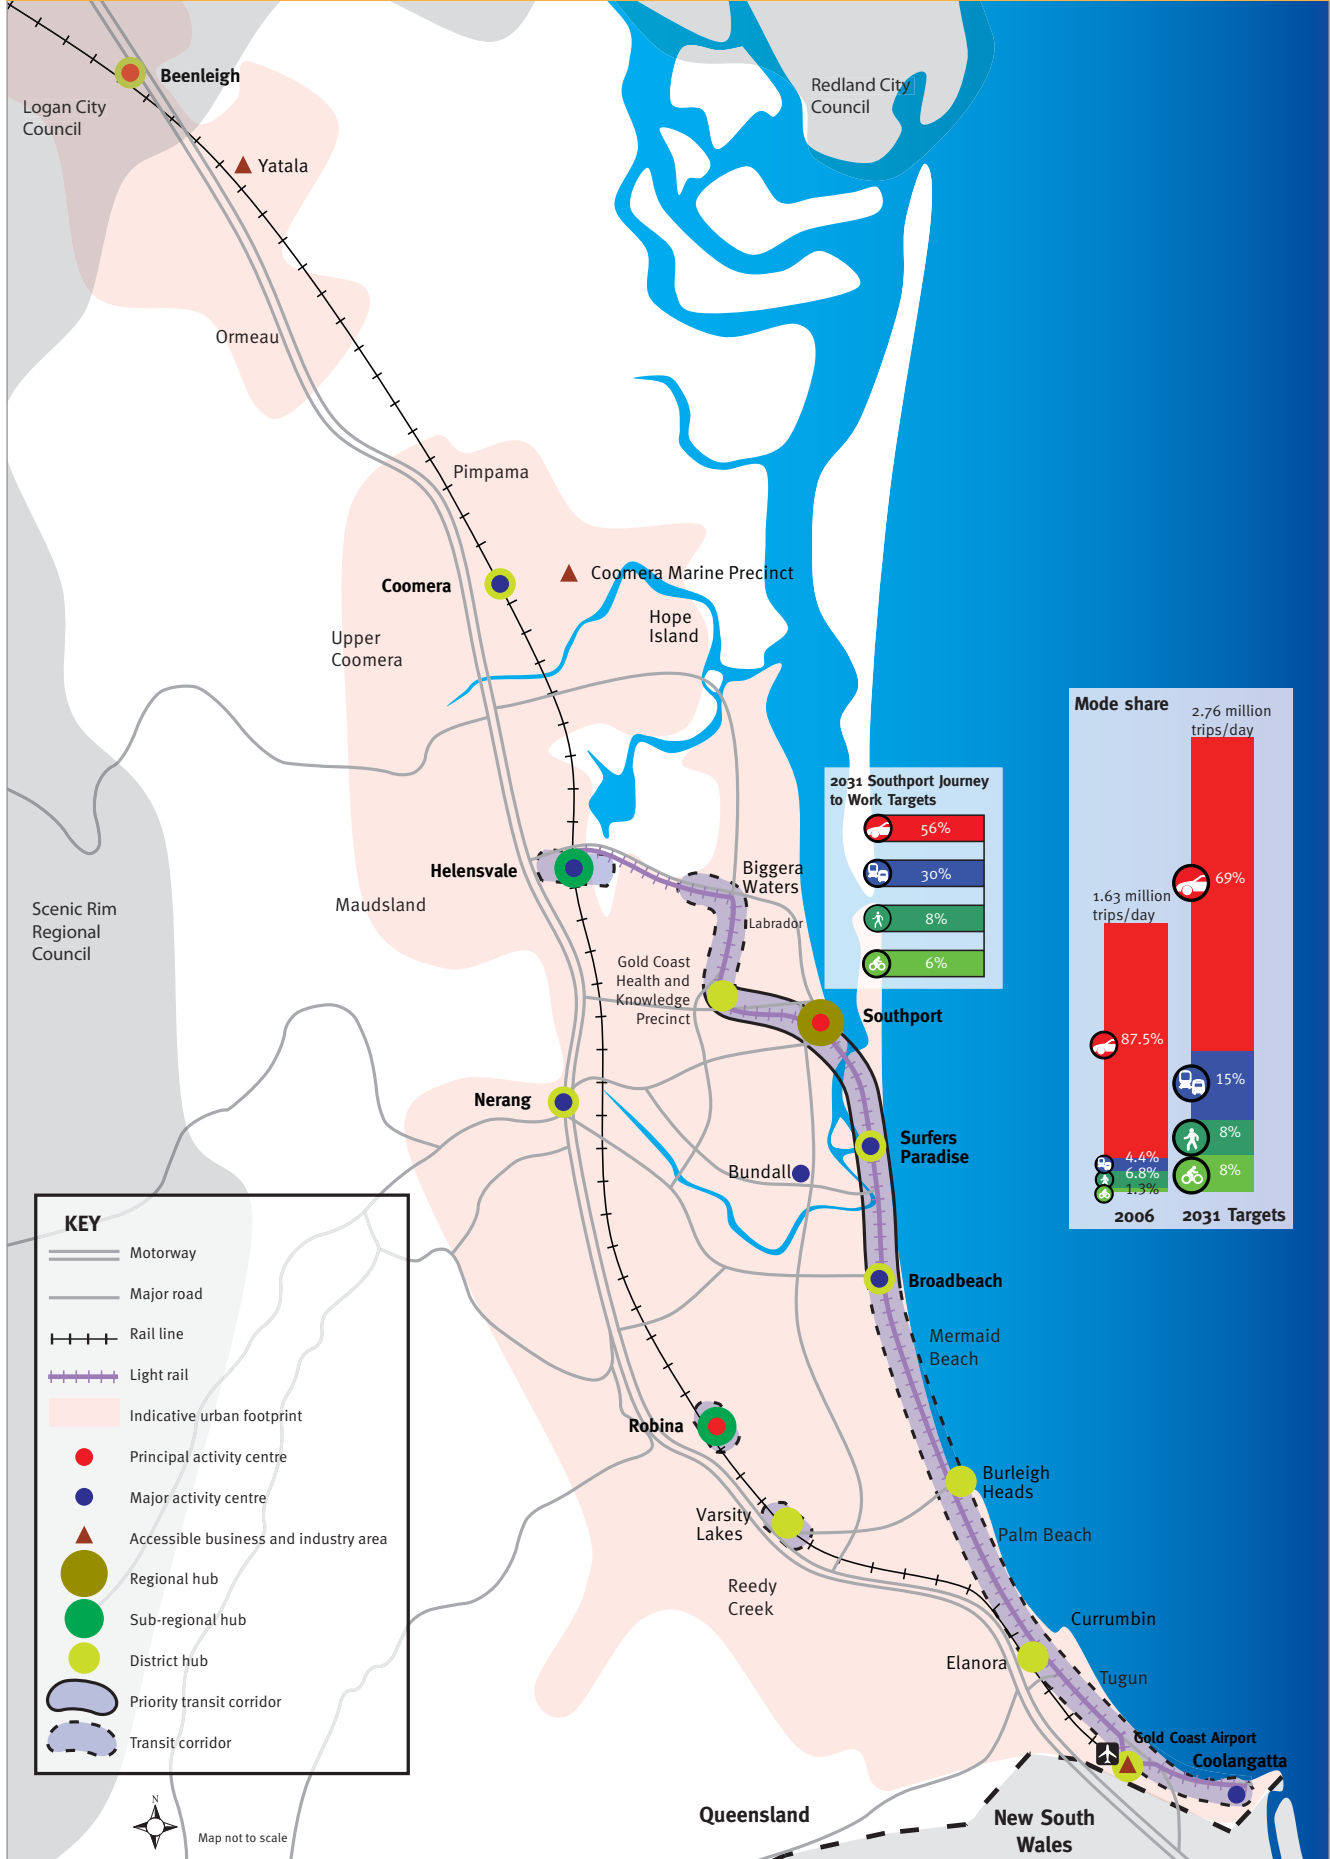 Beenleigh
Logan City
Council
Redland City
Council
Yatala
Ormeau
Pimpama
Coomera
Coomera Marine Precinct
Hope
Island
Upper
Coomera
Mode share
2.76 million
trips/day
69%
15%
8%
8%
1.63 million
trips/day
87.5%
4.4%
6.8%
1.3%
2006
2031 Targets
2031 Southport Journey
to Work Targets
56%
30%
8%
6%
Helensvale
Biggera
Waters
Labrador
Maudsland
Scenic Rim
Regional
Council
Gold Coast
Health and
Knowledge
Precinct
Southport
Nerang
Surfers
Paradise
Bundall
Broadbeach
Mermaid
Beach
Robina
Burleigh
Heads
Varsity
Lakes
Palm Beach
Reedy
Creek
Currumbin
Elanora
Tugun
Gold Coast Airport
Coolangatta
Queensland
New South
Wales
KEY
Motorway
Major road
Rail line
Light rail
Indicative urban footprint
Principal activity centre
Major activity centre
Accessible business and industry area
Regional hub
Sub-regional hub
District hub
Priority transit corridor
Transit corridor
N
Map not to scale